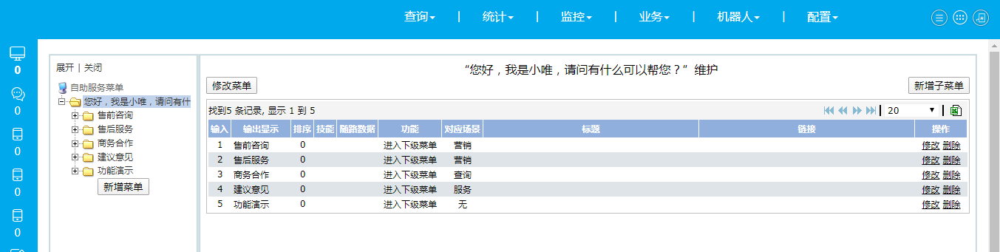 查询 | 统计 | 监控 | 业务 | 机器人 | 配置
0
0
0
0
0
展开 | 关闭
自助服务菜单
您好，我是小唯，请问有什
售前咨询
售后服务
商务合作
建议意见
功能演示
新增菜单
“您好，我是小唯，请问有什么可以帮您？”维护
修改菜单 新增子菜单
找到5 条记录, 显示 1 到 5 20
输入 输出显示 排序 技能 随路数据 功能 对应场景 标题 链接 操作
1 售前咨询 0 进入下级菜单 营销 修改 删除
2 售后服务 0 进入下级菜单 营销 修改 删除
3 商务合作 0 进入下级菜单 查询 修改 删除
4 建议意见 0 进入下级菜单 服务 修改 删除
5 功能演示 0 进入下级菜单 无 修改 删除